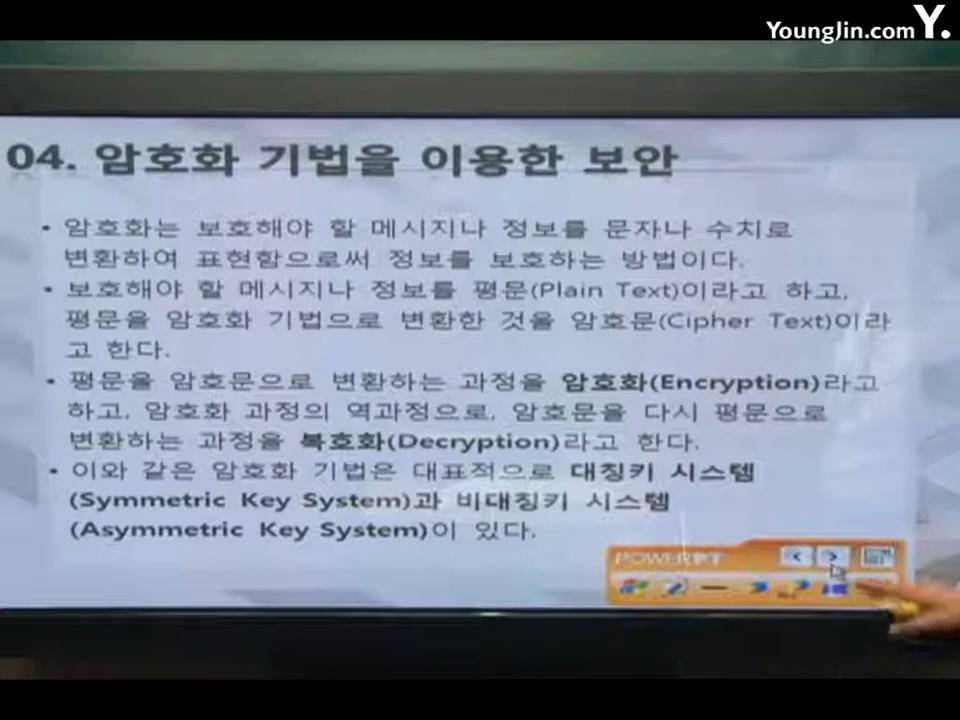 YoungJin.com Y.
04. 암호화 기법을 이용한 보안
• 암호화는 보호해야 할 메시지나 정보를 문자나 수치로
변환하여 표현함으로써 정보를 보호하는 방법이다.
• 보호해야 할 메시지나 정보를 평문(Plain Text)이라고 하고,
평문을 암호화 기법으로 변환한 것을 암호문(Cipher Text)이라
고 한다.
• 평문을 암호문으로 변환하는 과정을 암호화(Encryption)라고
하고, 암호화 과정의 역과정으로, 암호문을 다시 평문으로
변환하는 과정을 복호화(Decryption)라고 한다.
• 이와 같은 암호화 기법은 대표적으로 대칭키 시스템
(Symmetric Key System)과 비대칭키 시스템
(Asymmetric Key System)이 있다.